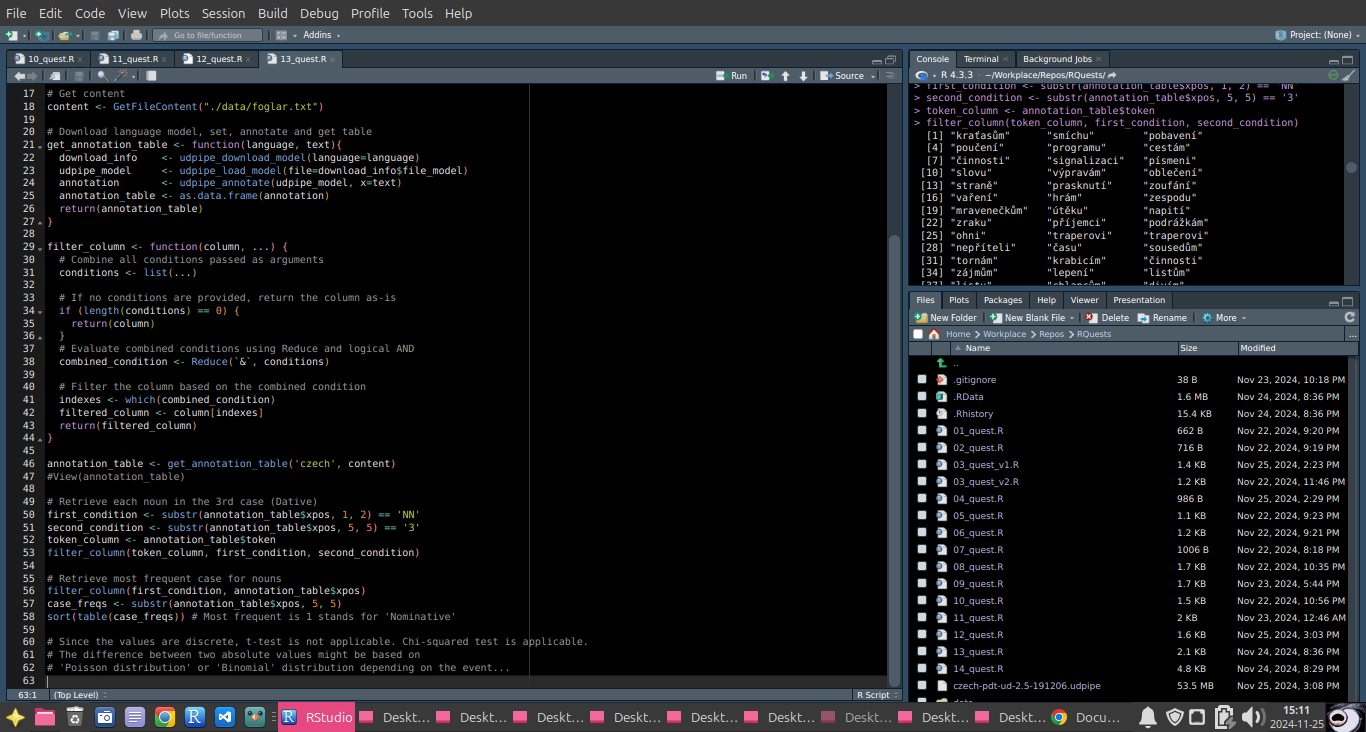 File Edit Code View Plots Session Build Debug Profile Tools Help
Go to file/function Addins Project: (None)
10_quest.R 11_quest.R 12_quest.R 13_quest.R
Run Source
17 # Get content
18 content <- GetFileContent("./data/foglar.txt")
19
20 # Download language model, set, annotate and get table
21 get_annotation_table <- function(language, text){
22 download_info <- udpipe_download_model(language=language)
23 udpipe_model <- udpipe_load_model(file=download_info$file_model)
24 annotation <- udpipe_annotate(udpipe_model, x=text)
25 annotation_table <- as.data.frame(annotation)
26 return(annotation_table)
27 }
28
29 filter_column <- function(column, ...) {
30 # Combine all conditions passed as arguments
31 conditions <- list(...)
32
33 # If no conditions are provided, return the column as-is
34 if (length(conditions) == 0) {
35 return(column)
36 }
37 # Evaluate combined conditions using Reduce and logical AND
38 combined_condition <- Reduce(`&`, conditions)
39
40 # Filter the column based on the combined condition
41 indexes <- which(combined_condition)
42 filtered_column <- column[indexes]
43 return(filtered_column)
44 }
45
46 annotation_table <- get_annotation_table('czech', content)
47 #View(annotation_table)
48
49 # Retrieve each noun in the 3rd case (Dative)
50 first_condition <- substr(annotation_table$xpos, 1, 2) == 'NN'
51 second_condition <- substr(annotation_table$xpos, 5, 5) == '3'
52 token_column <- annotation_table$token
53 filter_column(token_column, first_condition, second_condition)
54
55 # Retrieve most frequent case for nouns
56 filter_column(first_condition, annotation_table$xpos)
57 case_freqs <- substr(annotation_table$xpos, 5, 5)
58 sort(table(case_freqs)) # Most frequent is 1 stands for 'Nominative'
59
60 # Since the values are discrete, t-test is not applicable. Chi-squared test is applicable.
61 # The difference between two absolute values might be based on
62 # 'Poisson distribution' or 'Binomial' distribution depending on the event...
63
63:1 (Top Level) R Script
Console Terminal Background Jobs
R 4.3.3 · ~/Workplace/Repos/RQuests/
> first_condition <- substr(annotation_table$xpos, 1, 2) == 'NN'
> second_condition <- substr(annotation_table$xpos, 5, 5) == '3'
> token_column <- annotation_table$token
> filter_column(token_column, first_condition, second_condition)
[1] "kraťasům" "smíchu" "pobavení"
[4] "poučení" "programu" "cestám"
[7] "činnosti" "signalizaci" "písmeni"
[10] "slovu" "výpravám" "oblečení"
[13] "straně" "prasknutí" "zoufání"
[16] "vaření" "hrám" "zespodu"
[19] "mravenečkům" "útěku" "napití"
[22] "zraku" "příjemci" "podrážkám"
[25] "ohni" "traperovi" "traperovi"
[28] "nepříteli" "času" "sousedům"
[31] "tornám" "krabicím" "činnosti"
[34] "zájmům" "lepení" "listům"
Files Plots Packages Help Viewer Presentation
New Folder New Blank File Delete Rename More
Home > Workplace > Repos > RQuests ...
Name Size Modified
..
.gitignore 38 B Nov 23, 2024, 10:18 PM
.RData 1.6 MB Nov 24, 2024, 8:36 PM
.Rhistory 15.4 KB Nov 24, 2024, 8:36 PM
01_quest.R 662 B Nov 22, 2024, 9:20 PM
02_quest.R 716 B Nov 22, 2024, 9:19 PM
03_quest_v1.R 1.4 KB Nov 25, 2024, 2:23 PM
03_quest_v2.R 1.2 KB Nov 22, 2024, 11:46 PM
04_quest.R 986 B Nov 25, 2024, 2:29 PM
05_quest.R 1.1 KB Nov 22, 2024, 9:23 PM
06_quest.R 1.2 KB Nov 22, 2024, 9:21 PM
07_quest.R 1006 B Nov 22, 2024, 8:18 PM
08_quest.R 1.7 KB Nov 22, 2024, 10:35 PM
09_quest.R 1.7 KB Nov 23, 2024, 5:44 PM
10_quest.R 1.5 KB Nov 22, 2024, 10:56 PM
11_quest.R 2 KB Nov 23, 2024, 12:46 AM
12_quest.R 1.6 KB Nov 25, 2024, 3:03 PM
13_quest.R 2.1 KB Nov 24, 2024, 8:36 PM
14_quest.R 4.8 KB Nov 24, 2024, 8:29 PM
czech-pdt-ud-2.5-191206.udpipe 53.5 MB Nov 25, 2024, 3:08 PM
RStudio Deskt... Deskt... Deskt... Deskt... Deskt... Deskt... Deskt... Deskt... Deskt... Docu... 15:11
2024-11-25